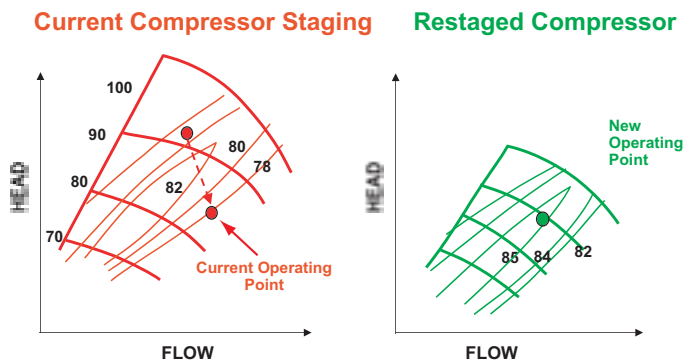 Current Compressor Staging
100
90
80
70
80
78
82
HEAD
Current Operating
Point
FLOW
Restaged Compressor
New
Operating
Point
HEAD
85
84
82
FLOW